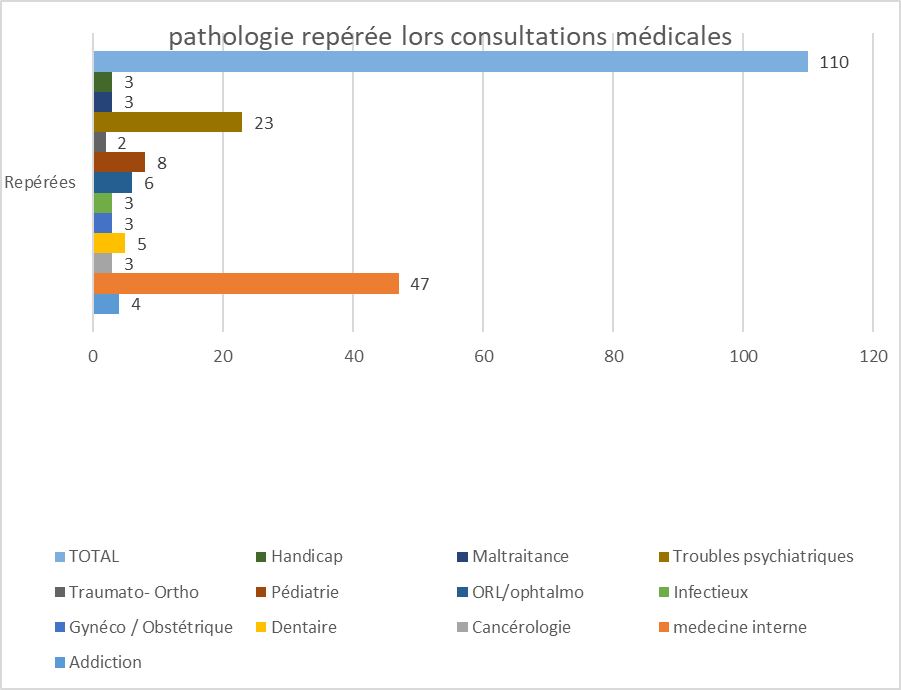 pathologie repérée lors consultations médicales
110
3
3
23
2
8
Repérées
6
3
3
5
3
47
4
0 20 40 60 80 100 120
TOTAL Handicap Maltraitance Troubles psychiatriques
Traumato- Ortho Pédiatrie ORL/ophtalmo Infectieux
Gynéco / Obstétrique Dentaire Cancérologie medecine interne
Addiction